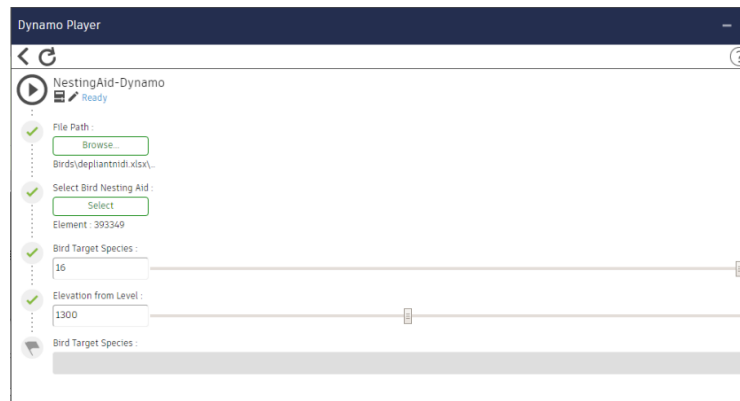 Dynamo Player
NestingAid-Dynamo
Ready
File Path :
Browse...
Birds\depliantnidi.xlsx\..
Select Bird Nesting Aid :
Select
Element : 393349
Bird Target Species :
16
Elevation from Level :
1300
Bird Target Species :